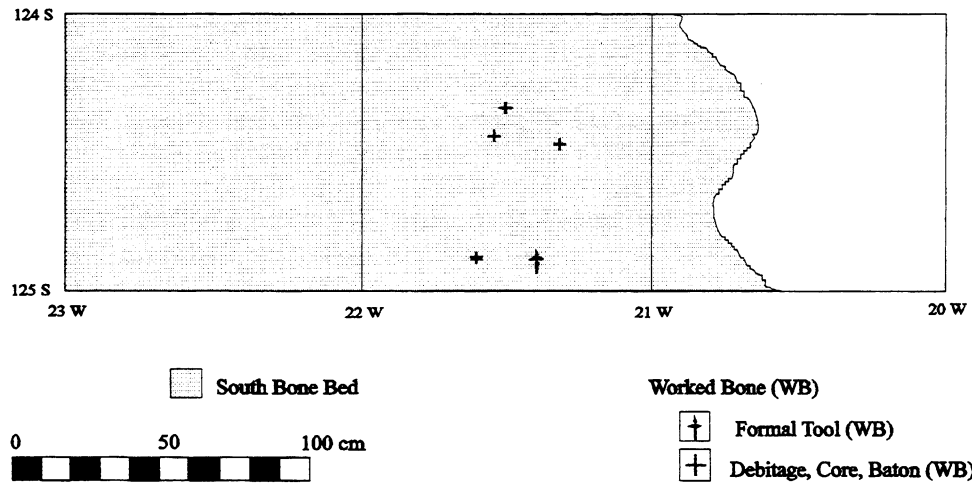 124 S
125 S
23 W 22 W 21 W 20 W
South Bone Bed
0 50 100 cm
Worked Bone (WB)
Formal Tool (WB)
Debitage, Core, Baton (WB)